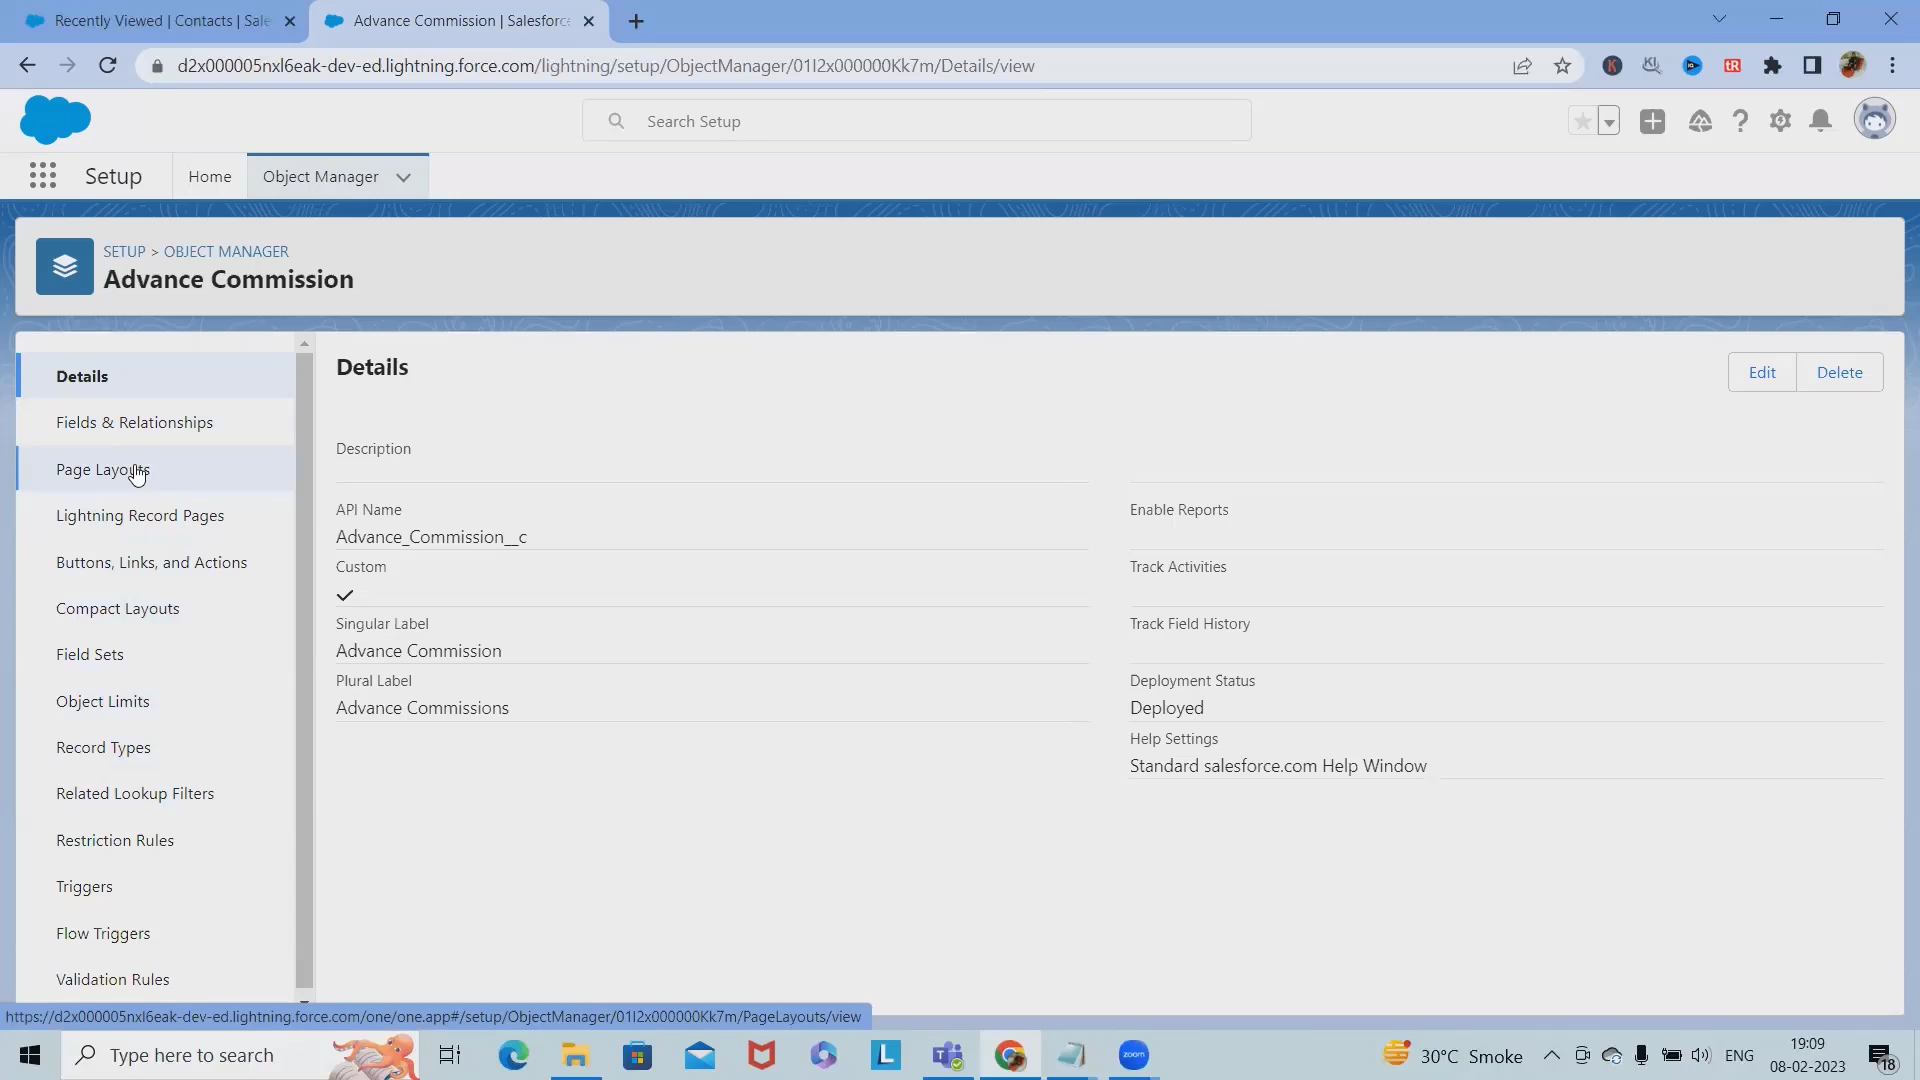 Recently Viewed | Contacts | Sale
Advance Commission | Salesforc
d2x000005nxl6eak-dev-ed.lightning.force.com/lightning/setup/ObjectManager/01I2x000000Kk7m/Details/view
Search Setup
Setup
Home
Object Manager
SETUP > OBJECT MANAGER
Advance Commission
Details
Fields & Relationships
Page Layouts
Lightning Record Pages
Buttons, Links, and Actions
Compact Layouts
Field Sets
Object Limits
Record Types
Related Lookup Filters
Restriction Rules
Triggers
Flow Triggers
Validation Rules
Details
Edit
Delete
Description
API Name
Advance_Commission__c
Custom
Singular Label
Advance Commission
Plural Label
Advance Commissions
Enable Reports
Track Activities
Track Field History
Deployment Status
Deployed
Help Settings
Standard salesforce.com Help Window
https://d2x000005nxl6eak-dev-ed.lightning.force.com/one/one.app#/setup/ObjectManager/01I2x000000Kk7m/PageLayouts/view
Type here to search
zoom
30°C Smoke
ENG
19:09
08-02-2023
18